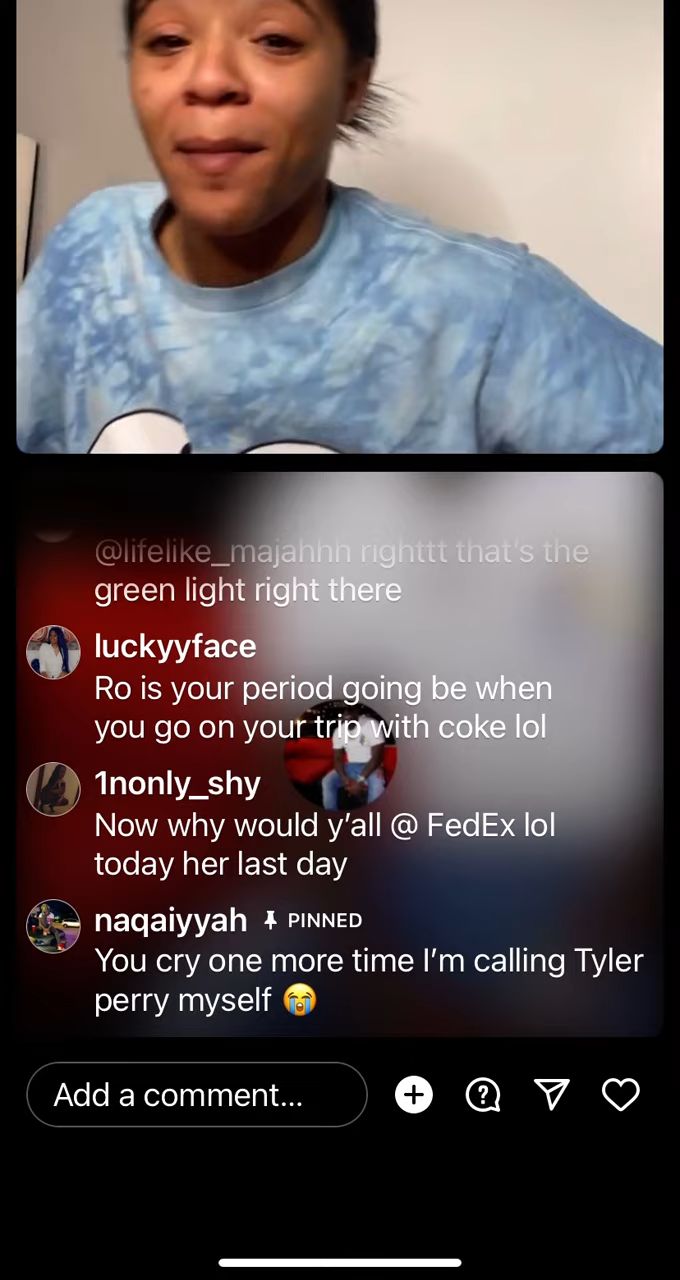 @lifelike_majahhh righttt that's the
green light right there
luckyyface
Ro is your period going be when
you go on your trip with coke lol
1nonly_shy
Now why would y'all @ FedEx lol
today her last day
naqaiyyah PINNED
You cry one more time I'm calling Tyler
perry myself 😭
Add a comment...